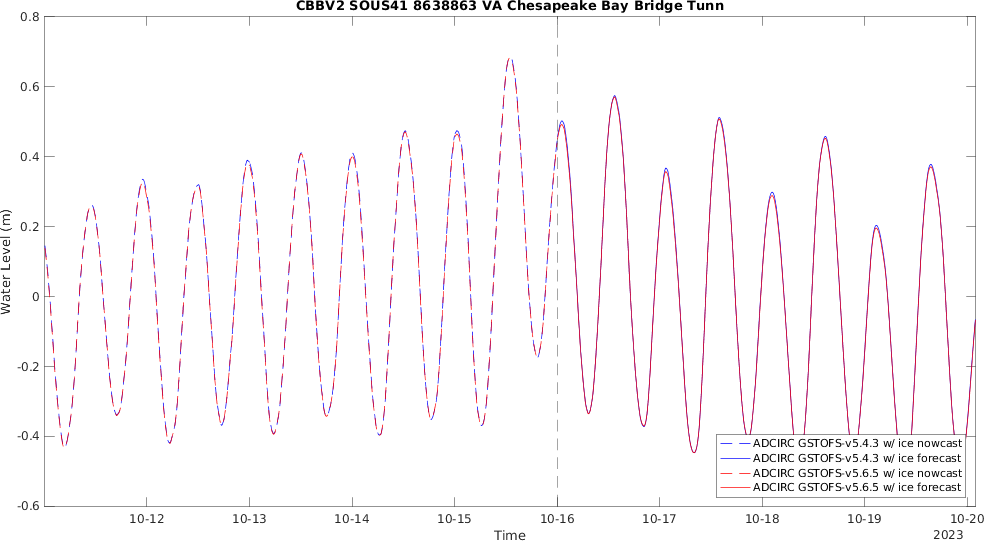 CBBV2 SOUS41 8638863 VA Chesapeake Bay Bridge Tunn
0.8
0.6
0.4
0.2
0
-0.2
-0.4
-0.6
Water Level (m)
10-12
10-13
10-14
10-15
10-16
10-17
10-18
10-19
10-20
2023
Time
ADCIRC GSTOFS-v5.4.3 w/ ice nowcast
ADCIRC GSTOFS-v5.4.3 w/ ice forecast
ADCIRC GSTOFS-v5.6.5 w/ ice nowcast
ADCIRC GSTOFS-v5.6.5 w/ ice forecast